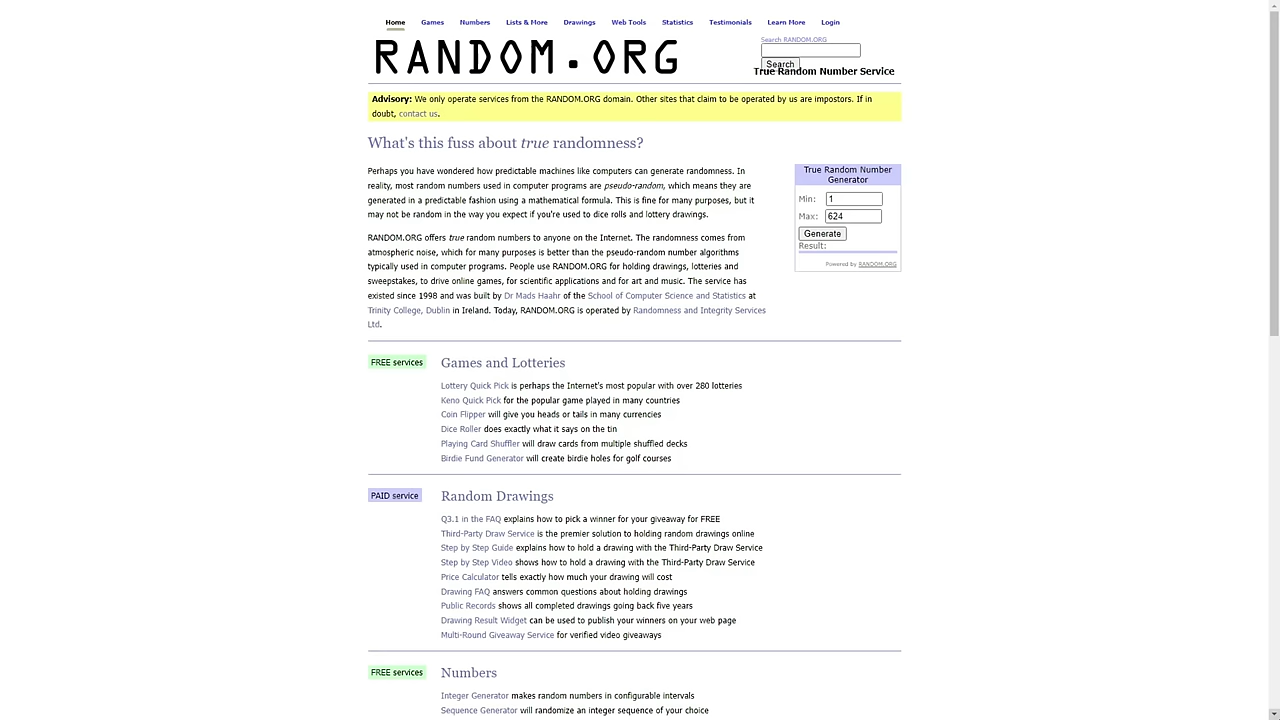 Home Games Numbers Lists & More Drawings Web Tools Statistics Testimonials Learn More Login
RANDOM.ORG
Search RANDOM.ORG
Search
True Random Number Service
Advisory: We only operate services from the RANDOM.ORG domain. Other sites that claim to be operated by us are impostors. If in
doubt, contact us.
What's this fuss about true randomness?
Perhaps you have wondered how predictable machines like computers can generate randomness. In
reality, most random numbers used in computer programs are pseudo-random, which means they are
generated in a predictable fashion using a mathematical formula. This is fine for many purposes, but it
may not be random in the way you expect if you're used to dice rolls and lottery drawings.
RANDOM.ORG offers true random numbers to anyone on the Internet. The randomness comes from
atmospheric noise, which for many purposes is better than the pseudo-random number algorithms
typically used in computer programs. People use RANDOM.ORG for holding drawings, lotteries and
sweepstakes, to drive online games, for scientific applications and for art and music. The service has
existed since 1998 and was built by Dr Mads Haahr of the School of Computer Science and Statistics at
Trinity College, Dublin in Ireland. Today, RANDOM.ORG is operated by Randomness and Integrity Services
Ltd.
True Random Number
Generator
Min: 1
Max: 624
Generate
Result:
Powered by RANDOM.ORG
FREE services
Games and Lotteries
Lottery Quick Pick is perhaps the Internet's most popular with over 280 lotteries
Keno Quick Pick for the popular game played in many countries
Coin Flipper will give you heads or tails in many currencies
Dice Roller does exactly what it says on the tin
Playing Card Shuffler will draw cards from multiple shuffled decks
Birdie Fund Generator will create birdie holes for golf courses
PAID service
Random Drawings
Q3.1 in the FAQ explains how to pick a winner for your giveaway for FREE
Third-Party Draw Service is the premier solution to holding random drawings online
Step by Step Guide explains how to hold a drawing with the Third-Party Draw Service
Step by Step Video shows how to hold a drawing with the Third-Party Draw Service
Price Calculator tells exactly how much your drawing will cost
Drawing FAQ answers common questions about holding drawings
Public Records shows all completed drawings going back five years
Drawing Result Widget can be used to publish your winners on your web page
Multi-Round Giveaway Service for verified video giveaways
FREE services
Numbers
Integer Generator makes random numbers in configurable intervals
Sequence Generator will randomize an integer sequence of your choice